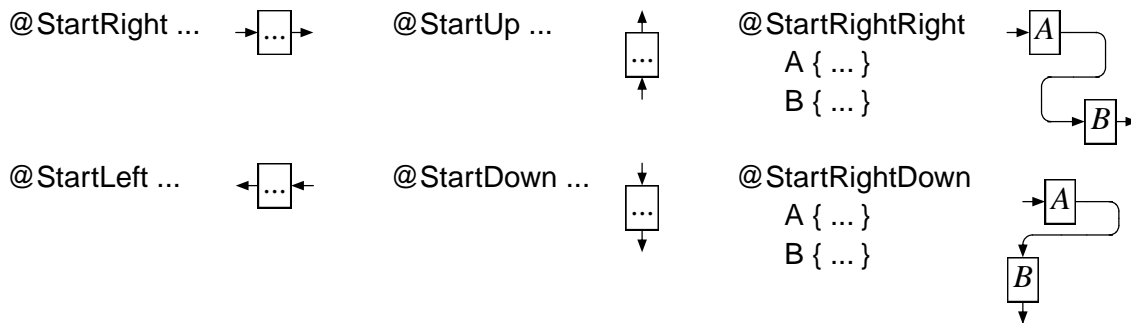 @StartRight ... ... @StartUp ... ... @StartRightRight A
A { ... }
B { ... } B
@StartLeft ... ... @StartDown ... ... @StartRightDown A
A { ... }
B { ... } B